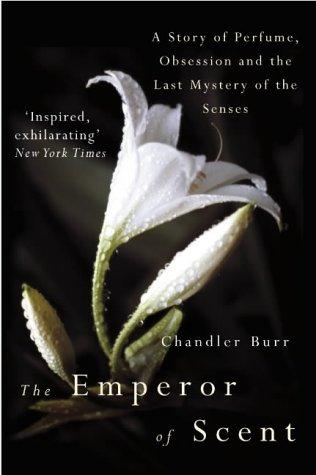 A Story of Perfume,
Obsession and the
Last Mystery of the
Senses
'Inspired,
exhilarating'
New York Times
Chandler Burr
The Emperor
of Scent